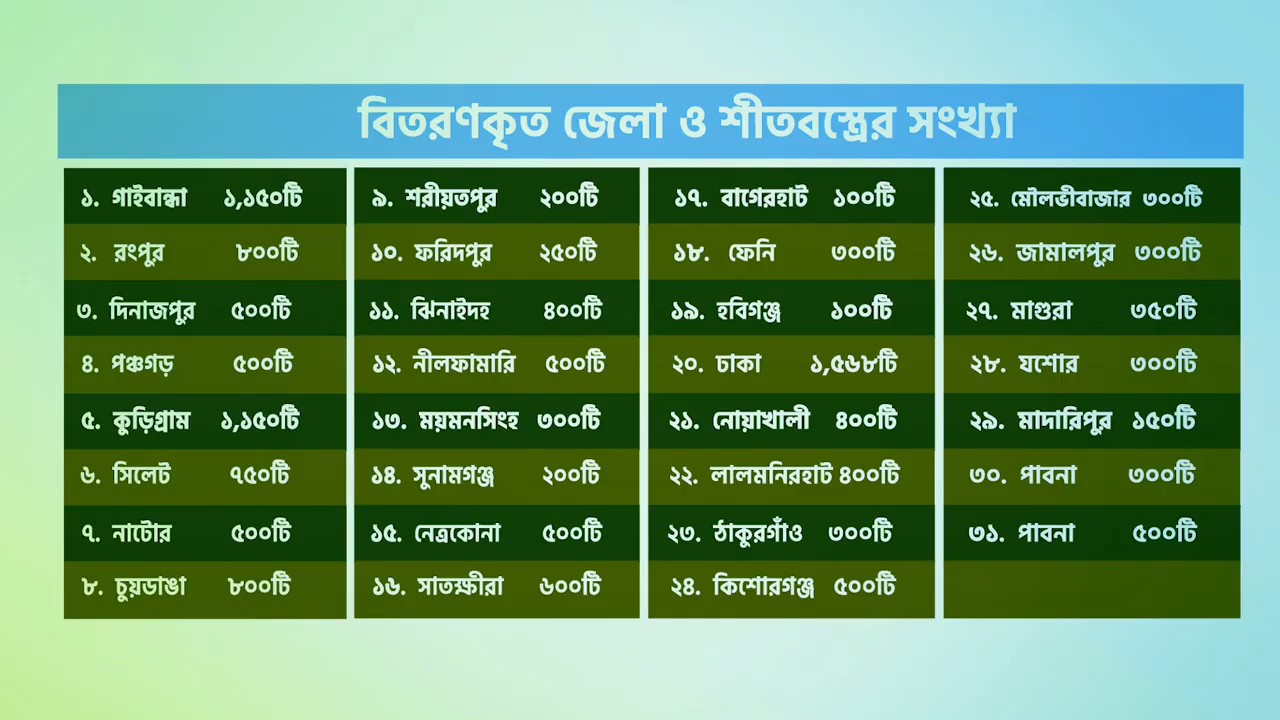 বিতরণকৃত জেলা ও শীতবস্ত্রের সংখ্যা
১. গাইবান্ধা ১,১৫০টি
২. রংপুর ৮০০টি
৩. দিনাজপুর ৫০০টি
৪. পঞ্চগড় ৫০০টি
৫. কুড়িগ্রাম ১,১৫০টি
৬. সিলেট ৭৫০টি
৭. নাটোর ৫০০টি
৮. চুয়ডাঙা ৮০০টি
৯. শরীয়তপুর ২০০টি
১০. ফরিদপুর ২৫০টি
১১. ঝিনাইদহ ৪০০টি
১২. নীলফামারি ৫০০টি
১৩. ময়মনসিংহ ৩০০টি
১৪. সুনামগঞ্জ ২০০টি
১৫. নেত্রকোনা ৫০০টি
১৬. সাতক্ষীরা ৬০০টি
১৭. বাগেরহাট ১০০টি
১৮. ফেনি ৩০০টি
১৯. হবিগঞ্জ ১০০টি
২০. ঢাকা ১,৫৬৮টি
২১. নোয়াখালী ৪০০টি
২২. লালমনিরহাট ৪০০টি
২৩. ঠাকুরগাঁও ৩০০টি
২৪. কিশোরগঞ্জ ৫০০টি
২৫. মৌলভীবাজার ৩০০টি
২৬. জামালপুর ৩০০টি
২৭. মাগুরা ৩৫০টি
২৮. যশোর ৩০০টি
২৯. মাদারিপুর ১৫০টি
৩০. পাবনা ৩০০টি
৩১. পাবনা ৫০০টি